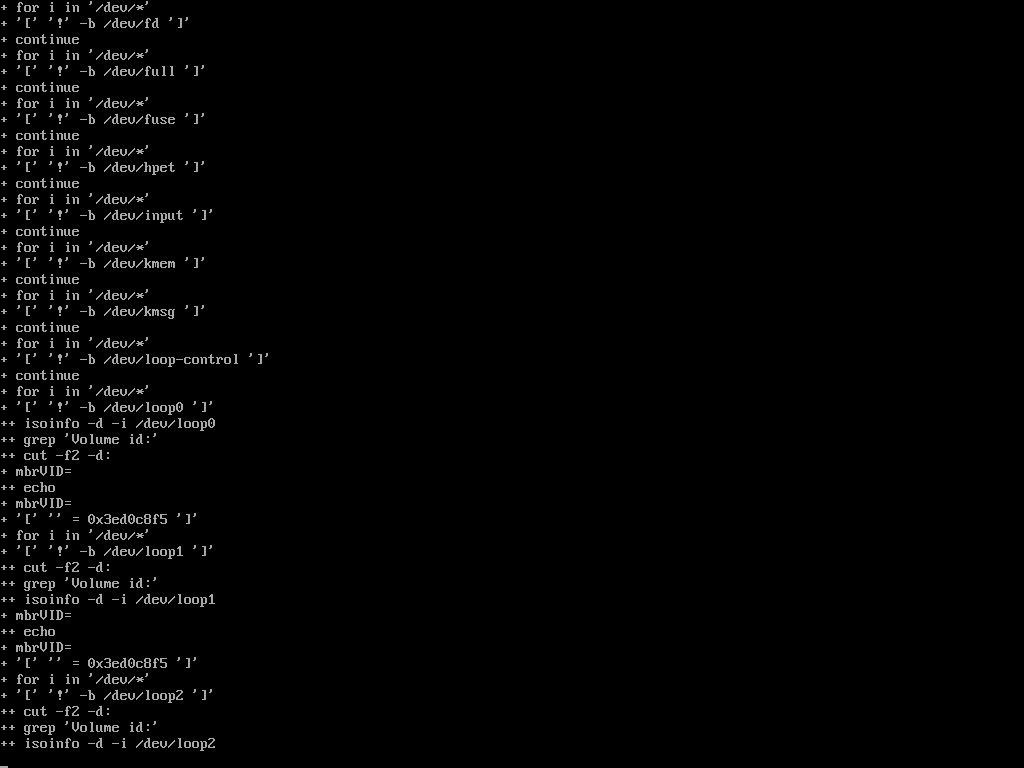 + for i in '/dev/*'
+ '[' '!' -b /dev/fd ']'
+ continue
+ for i in '/dev/*'
+ '[' '!' -b /dev/full ']'
+ continue
+ for i in '/dev/*'
+ '[' '!' -b /dev/fuse ']'
+ continue
+ for i in '/dev/*'
+ '[' '!' -b /dev/hpet ']'
+ continue
+ for i in '/dev/*'
+ '[' '!' -b /dev/input ']'
+ continue
+ for i in '/dev/*'
+ '[' '!' -b /dev/kmem ']'
+ continue
+ for i in '/dev/*'
+ '[' '!' -b /dev/kmsg ']'
+ continue
+ for i in '/dev/*'
+ '[' '!' -b /dev/loop-control ']'
+ continue
+ for i in '/dev/*'
+ '[' '!' -b /dev/loop0 ']'
++ isoinfo -d -i /dev/loop0
++ grep 'Volume id:'
++ cut -f2 -d:
+ mbrVID=
++ echo
+ mbrVID=
+ '[' '' = 0x3ed0c8f5 ']'
+ for i in '/dev/*'
+ '[' '!' -b /dev/loop1 ']'
++ cut -f2 -d:
++ grep 'Volume id:'
++ isoinfo -d -i /dev/loop1
+ mbrVID=
++ echo
+ mbrVID=
+ '[' '' = 0x3ed0c8f5 ']'
+ for i in '/dev/*'
+ '[' '!' -b /dev/loop2 ']'
++ cut -f2 -d:
++ grep 'Volume id:'
++ isoinfo -d -i /dev/loop2